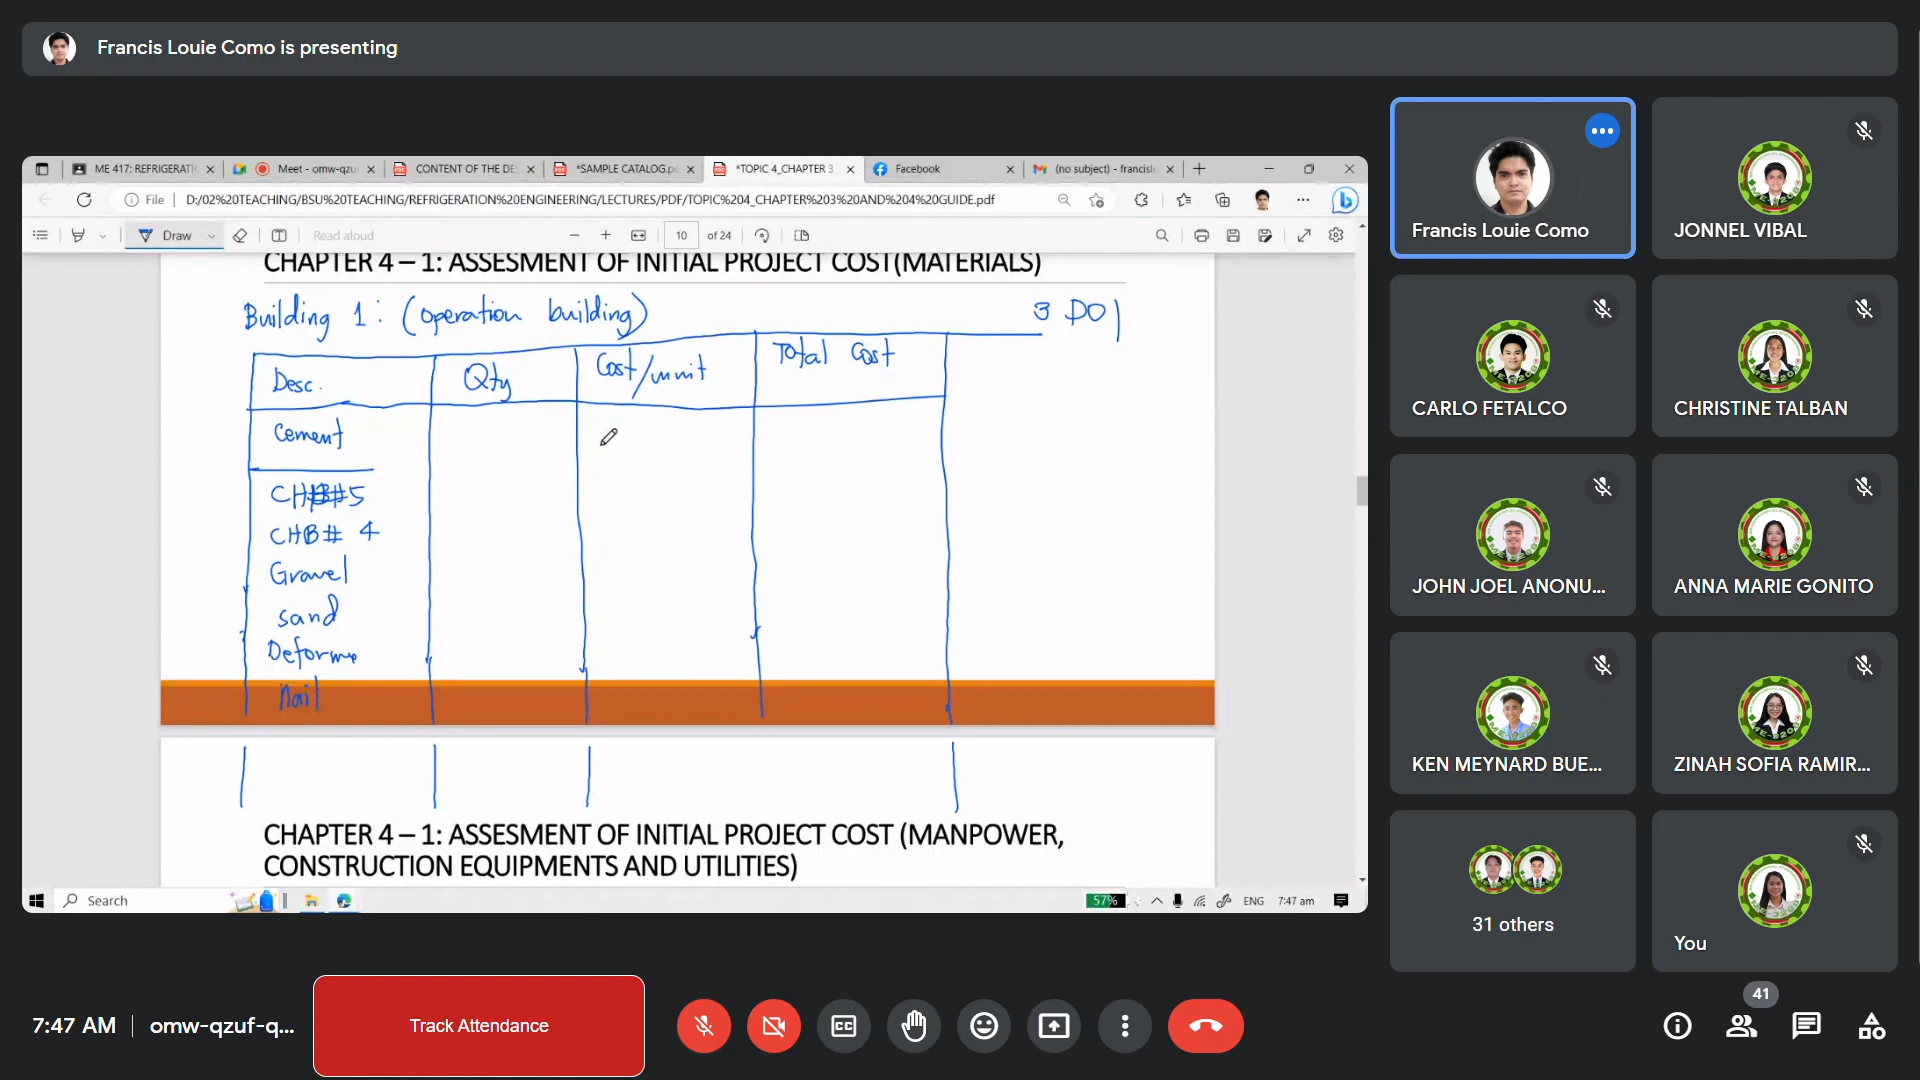 Francis Louie Como is presenting
ME 417: REFRIGERATI
Meet - omw-qzu
CONTENT OF THE DE
*SAMPLE CATALOG.p
*TOPIC 4_CHAPTER 3
Facebook
(no subject) - francislo
File
D:/02%20TEACHING/BSU%20TEACHING/REFRIGERATION%20ENGINEERING/LECTURES/PDF/TOPIC%204_CHAPTER%203%20AND%204%20GUIDE.pdf
Draw
Read aloud
10 of 24
CHAPTER 4 – 1: ASSESMENT OF INITIAL PROJECT COST(MATERIALS)
Building 1: (operation building) 3 DO
Desc. Qty Cost/unit Total Cost
Cement
CHB#5
CHB# 4
Gravel
sand
Deforme
Nail
CHAPTER 4 – 1: ASSESMENT OF INITIAL PROJECT COST (MANPOWER,
CONSTRUCTION EQUIPMENTS AND UTILITIES)
Search
57%
ENG
7:47 am
Francis Louie Como
JONNEL VIBAL
CARLO FETALCO
CHRISTINE TALBAN
JOHN JOEL ANONU...
ANNA MARIE GONITO
KEN MEYNARD BUE...
ZINAH SOFIA RAMIR...
31 others
You
7:47 AM
omw-qzuf-q...
Track Attendance
41